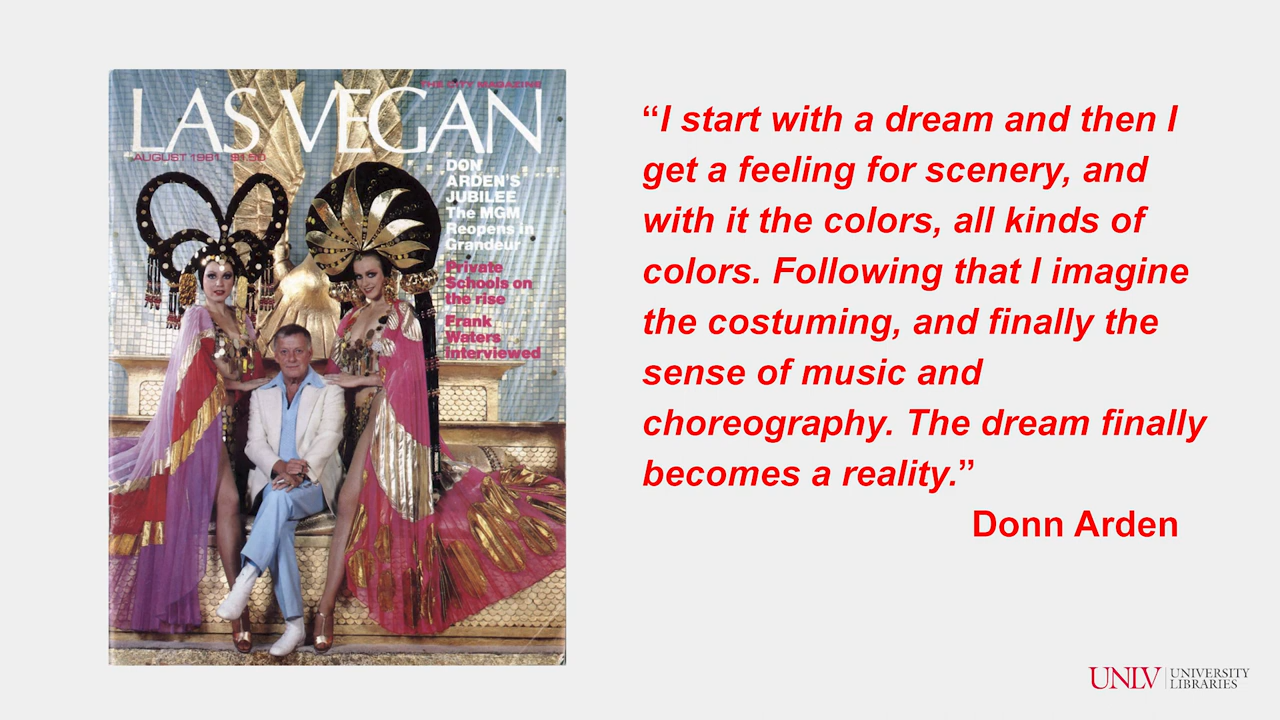 THE CITY MAGAZINE
LAS VEGAN
AUGUST 1981 $1.50
DON
ARDEN'S
JUBILEE
The MGM
Reopens in
Grandeur
Private
Schools on
the rise
Frank
Waters
Interviewed
“I start with a dream and then I
get a feeling for scenery, and
with it the colors, all kinds of
colors. Following that I imagine
the costuming, and finally the
sense of music and
choreography. The dream finally
becomes a reality.”
Donn Arden
UNLV UNIVERSITY
LIBRARIES